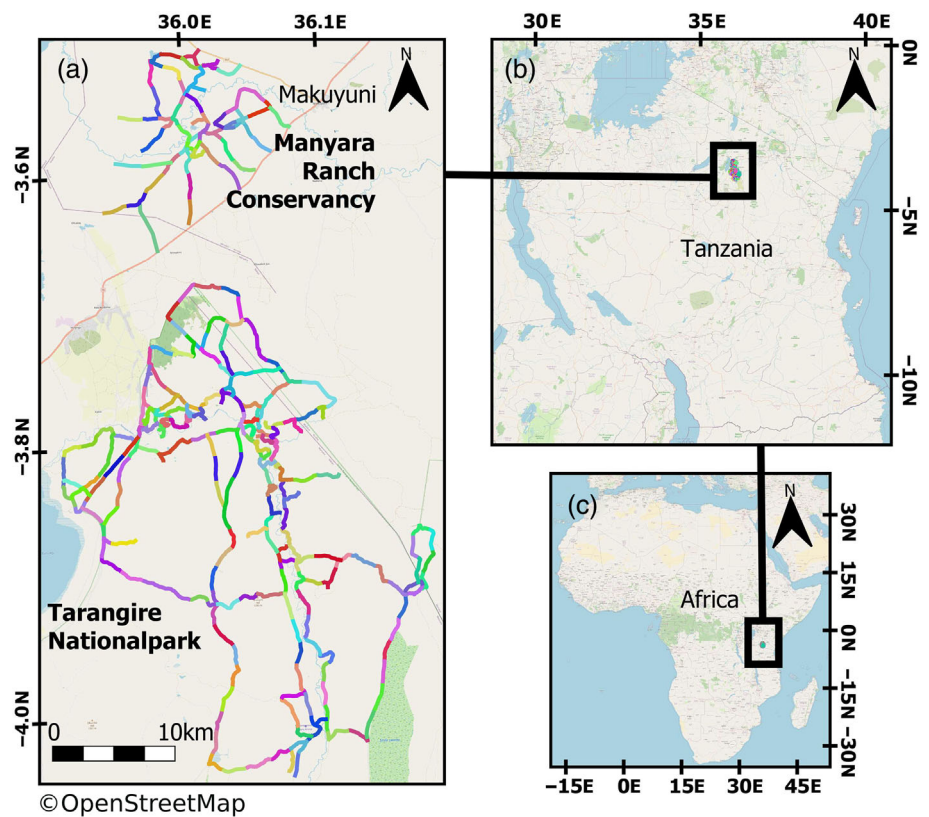 36.0E 36.1E
(a)
N
Makuyuni
Manyara
Ranch
Conservancy
−3.6N
−3.8N
−4.0N
Tarangire
Nationalpark
0 10km
©OpenStreetMap
30E 35E 40E
(b)
N
Tanzania
0N
−5N
−10N
(c)
N
Africa
30N
15N
0N
−15N
−30N
−15E 0E 15E 30E 45E